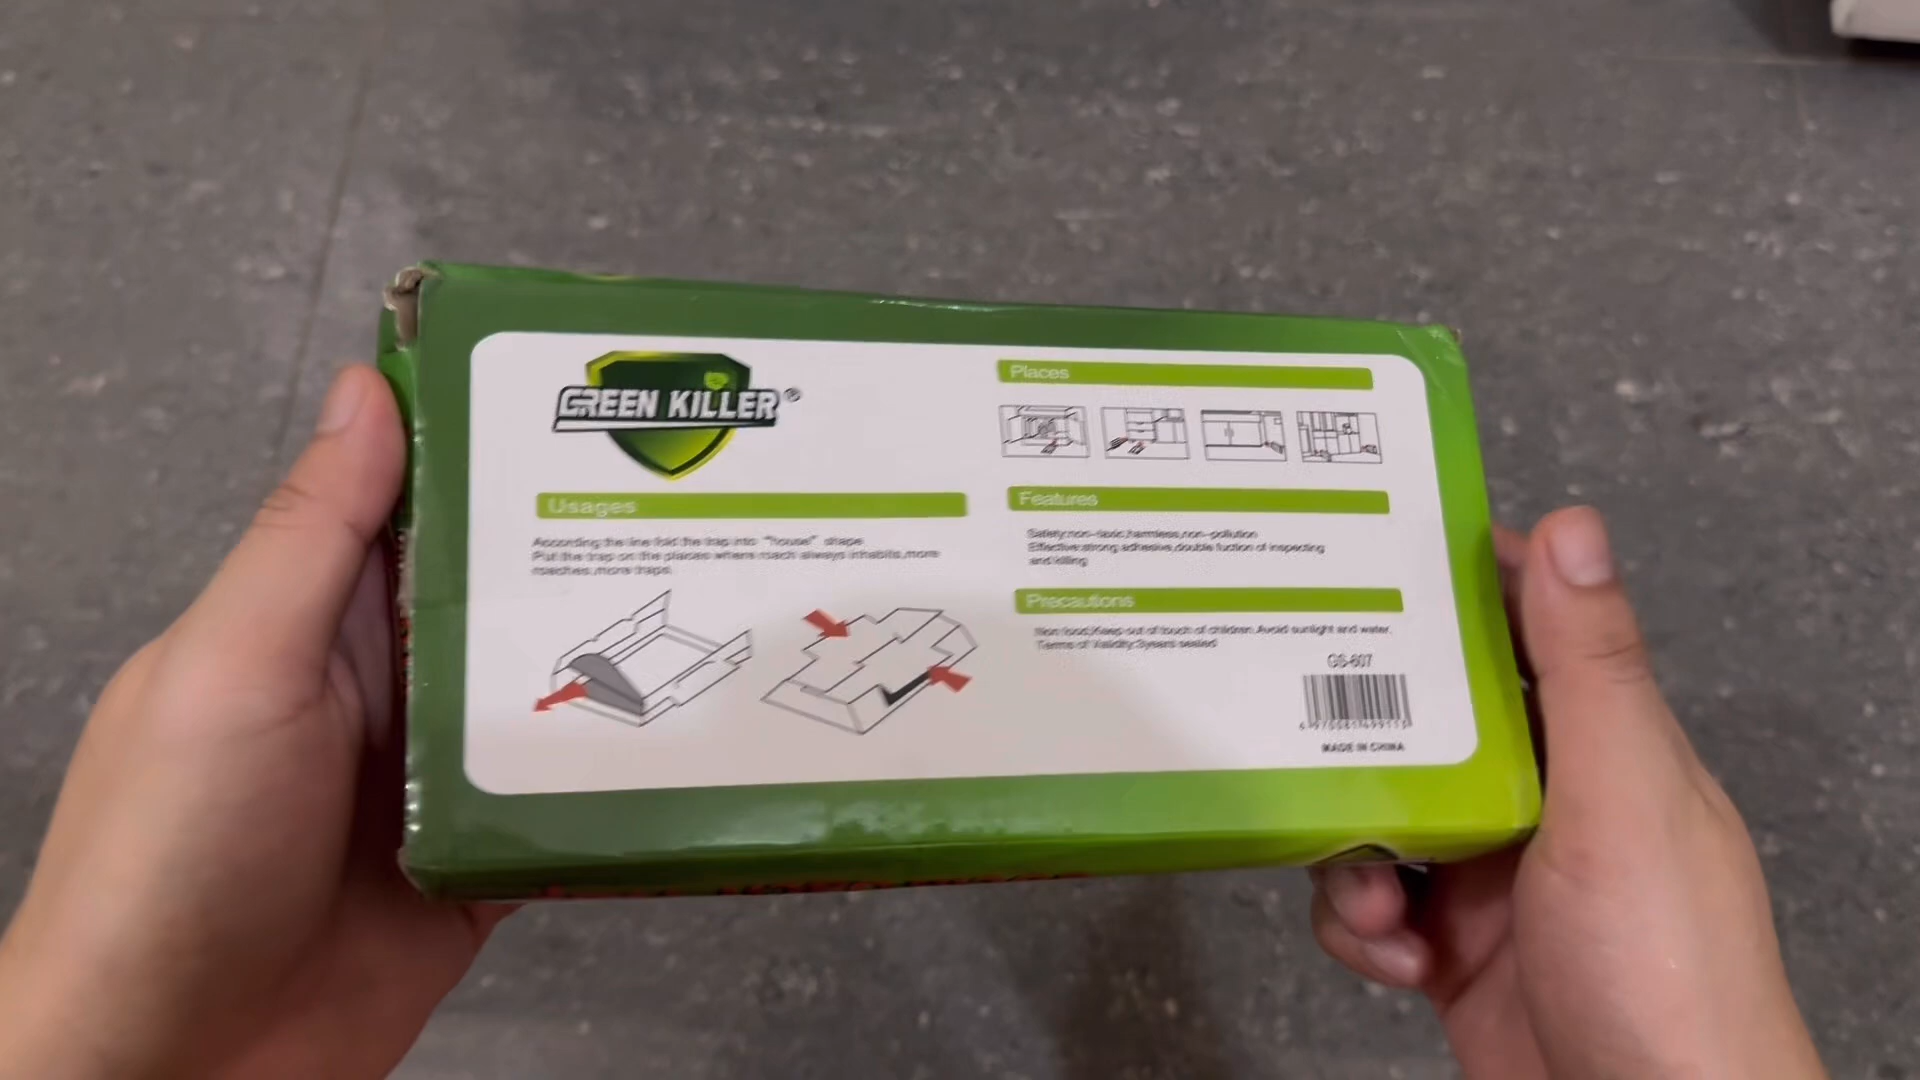 GREEN KILLER®
Usages
According the line fold the trap into "house" shape
Put the trap on the places where roach always inhabits,more
roaches,more traps.
Places
Features
Safety:non-toxic,harmless,non-pollution
Effective:strong adhesive,double fuction of inspecting
and killing
Precautions
Non food,Keep out of touch of children.Avoid sunlight and water.
Terms of Validity:3years sealed
GS-607
MADE IN CHINA